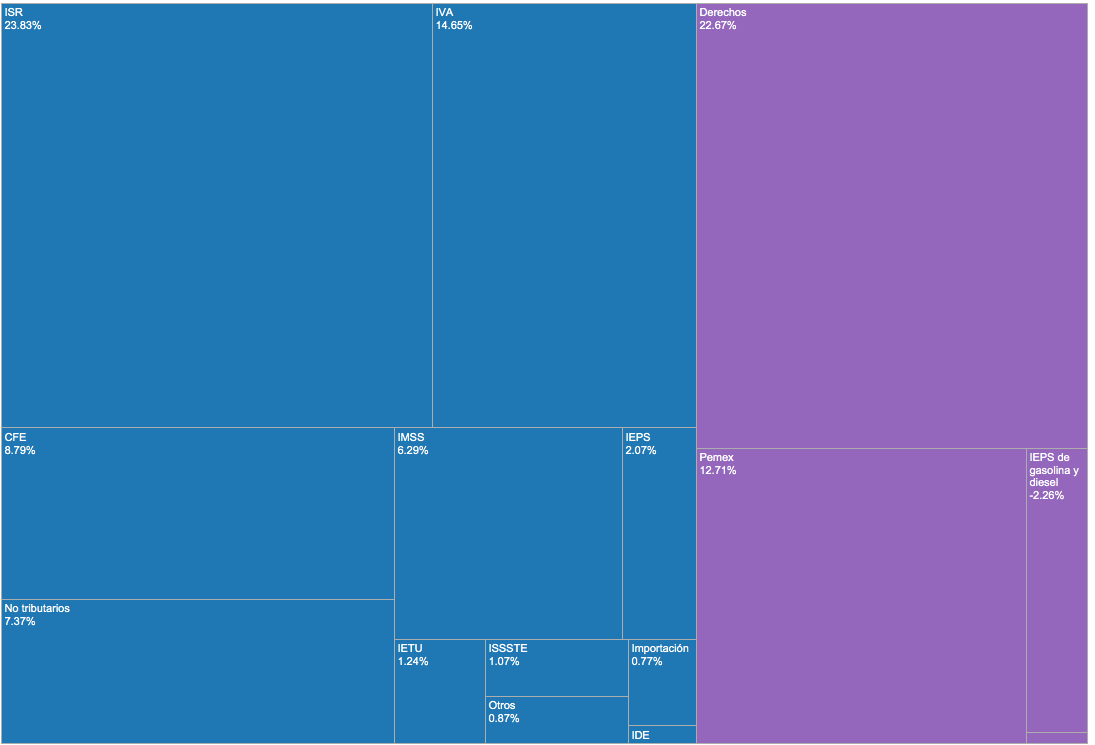 ISR
23.83%
IVA
14.65%
Derechos
22.67%
CFE
8.79%
IMSS
6.29%
IEPS
2.07%
Pemex
12.71%
IEPS de
gasolina y
diesel
-2.26%
No tributarios
7.37%
IETU
1.24%
ISSSTE
1.07%
Importación
0.77%
Otros
0.87%
IDE